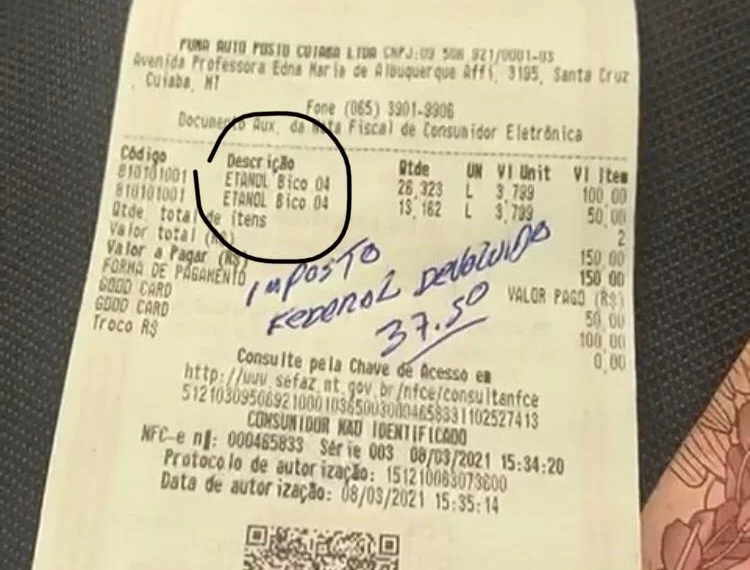 PUMA AUTO POSTO CUIABA LTDA CNPJ:09 506 921/0001-03
Avenida Professora Edna Maria de Albuquerque Affi, 3195, Santa Cruz
, Cuiaba, MT
Fone (065) 3901-9906
Documento Aux. da Nota Fiscal de Consumidor Eletrônica
Código Descrição Qtde UN Vl Unit Vl Item
810101001 ETANOL Bico 04 26,323 L 3,799 100,00
810101001 ETANOL Bico 04 13,162 L 3,799 50,00
Qtde. total de itens 2
Valor total (R$) 150,00
Valor a Pagar (R$) 150,00
FORMA DE PAGAMENTO VALOR PAGO (R$)
GOOD CARD 50,00
GOOD CARD 100,00
Troco R$ 0,00
IMPOSTO
FEDERAL DEVOLVIDO
37.50
Consulte pela Chave de Acesso em
http://www.sefaz.mt.gov.br/nfce/consultanfce
CONSUMIDOR NAO IDENTIFICADO
NFC-e nº: 000465833 Série 003 08/03/2021 15:34:20
Protocolo de autorização: 151210063073800
Data de autorização: 08/03/2021 15:35:14